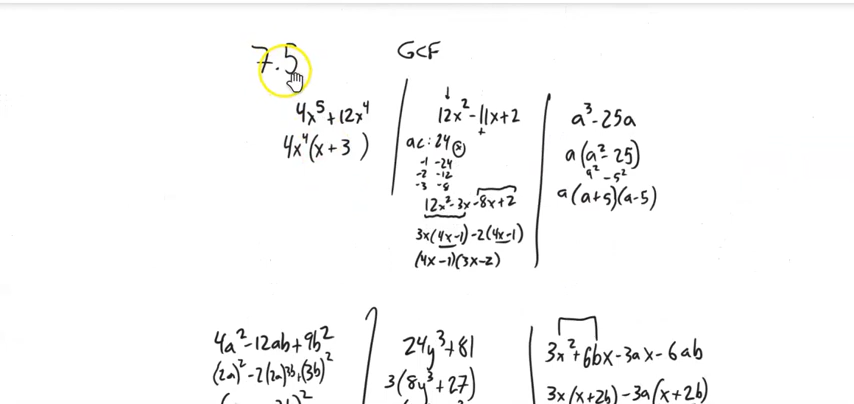 7.5
GCF
4x⁵+12x⁴
4x⁴(x+3)
12x²-11x+2
ac: 24
-1 -24
-2 -12
-3 -8
12x²-3x-8x+2
3x(4x-1)-2(4x-1)
(4x-1)(3x-2)
a³-25a
a(a²-25)
a²-5²
a(a+5)(a-5)
4a²-12ab+9b²
(2a)²-2(2a)3b+(3b)²
24y³+81
3(8y³+27)
3x²+6bx-3ax-6ab
3x(x+2b)-3a(x+2b)